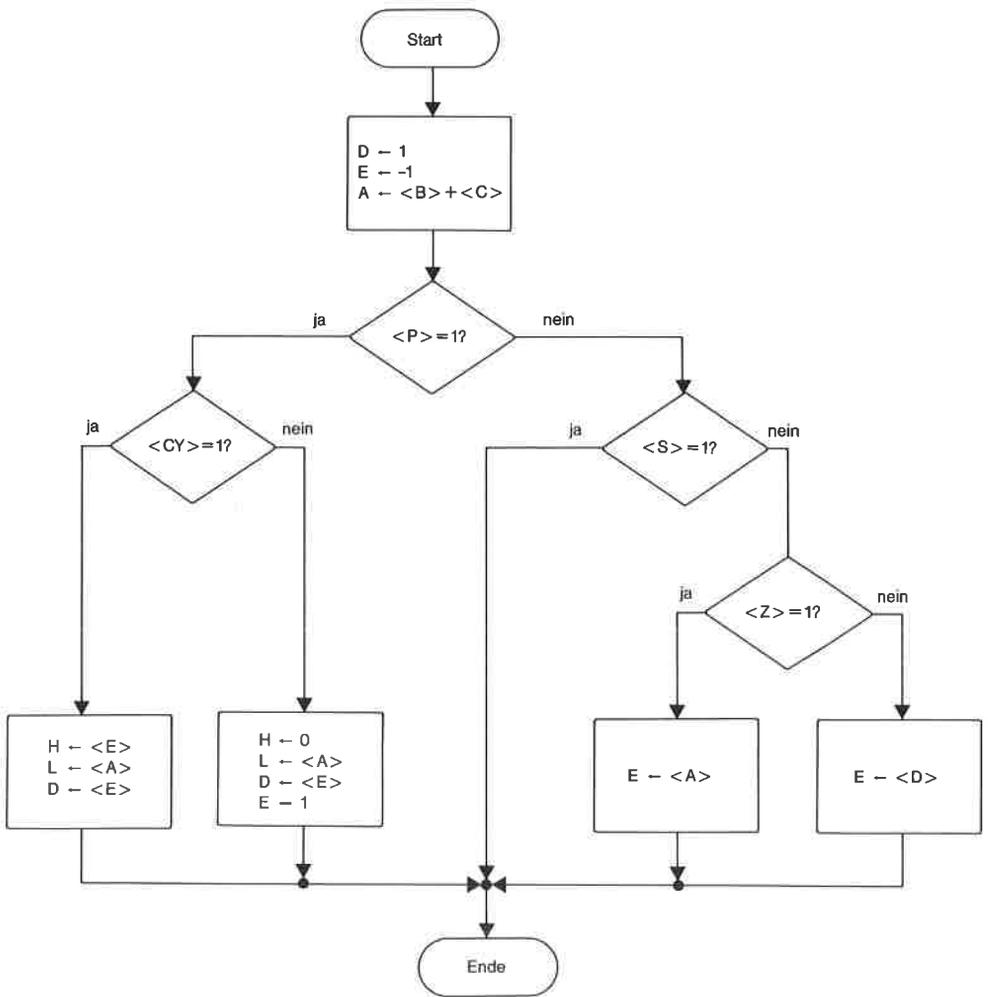 Start
D ← 1
E ← -1
A ← <B>+<C>
ja
<P>=1?
nein
ja
<CY>=1?
nein
ja
<S>=1?
nein
ja
<Z>=1?
nein
H ← <E>
L ← <A>
D ← <E>
H ← 0
L ← <A>
D ← <E>
E – 1
E ← <A>
E ← <D>
Ende